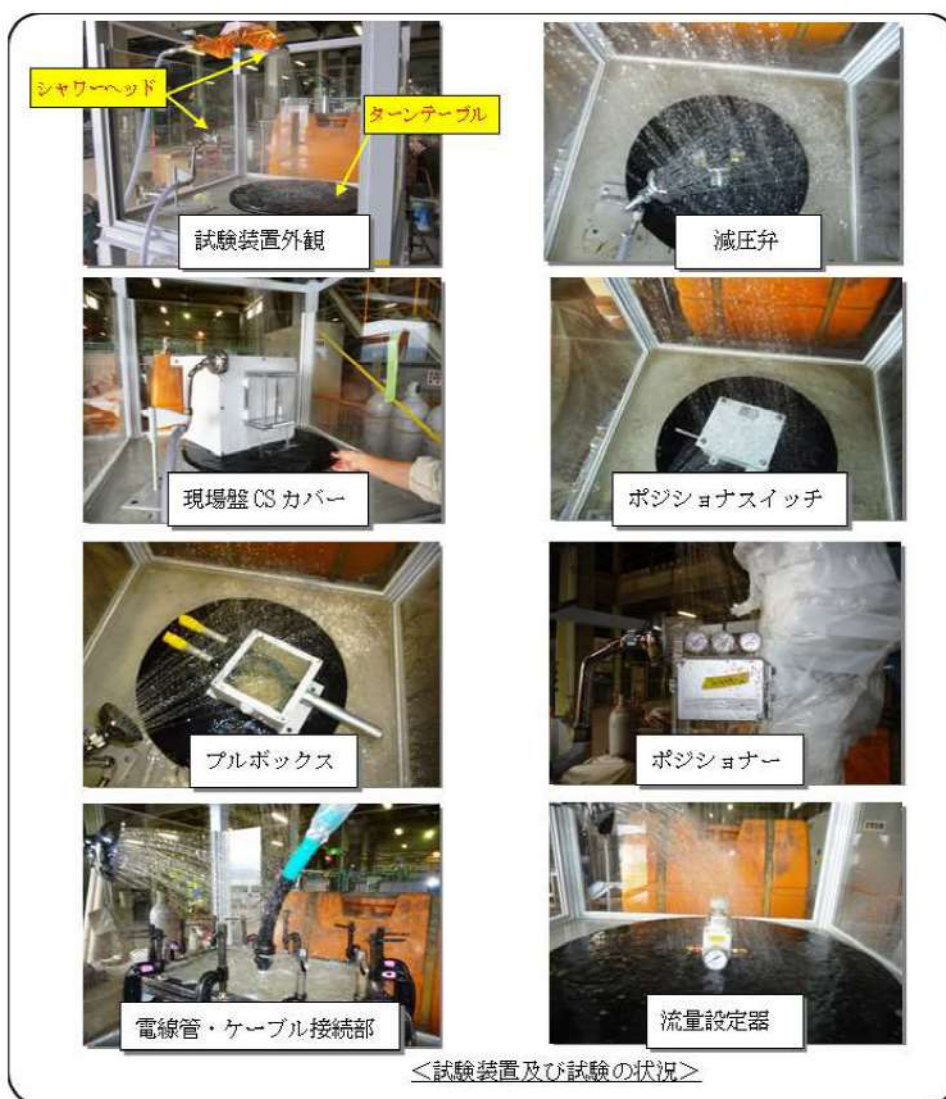 シャワーヘッド
ターンテーブル
試験装置外観
減圧弁
現場盤CSカバー
ポジショナスイッチ
プルボックス
ポジショナー
電線管・ケーブル接続部
流量設定器
<試験装置及び試験の状況>